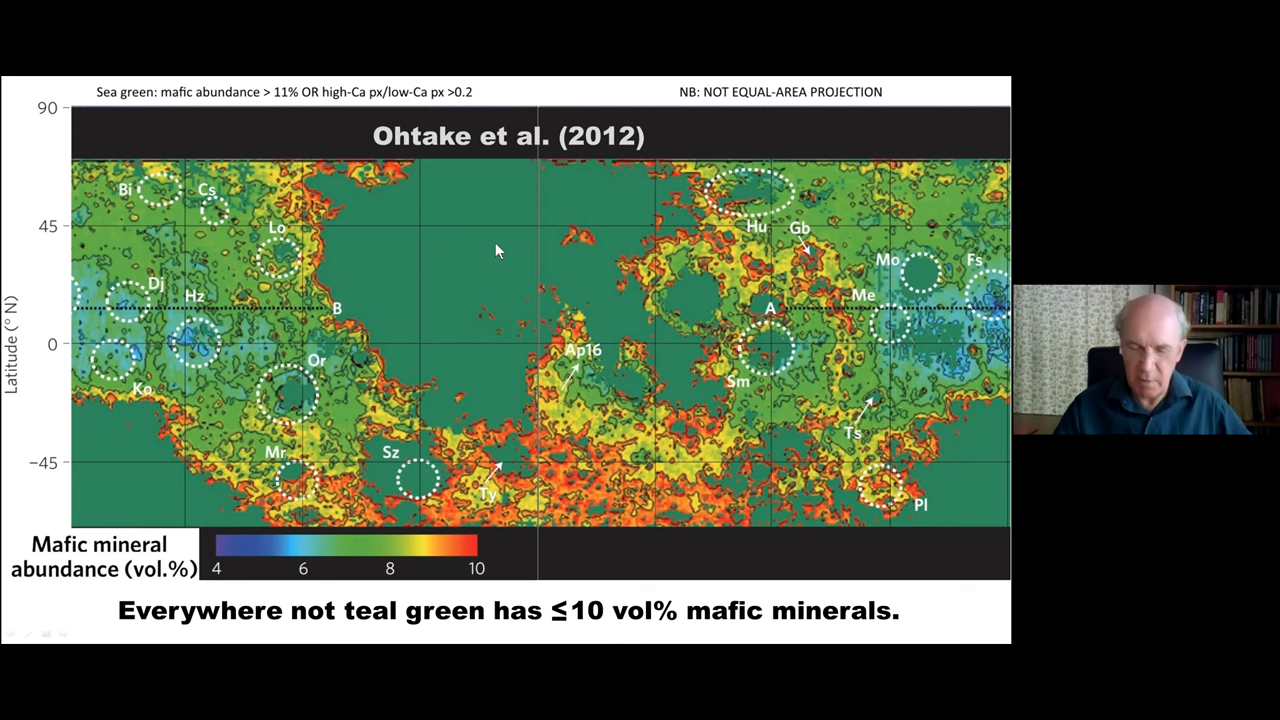 Sea green: mafic abundance > 11% OR high-Ca px/low-Ca px >0.2
NB: NOT EQUAL-AREA PROJECTION
90
Ohtake et al. (2012)
Bi
Cs
45
Lo
Hu
Gb
Mo
Fs
Dj
Hz
B
A
Me
Latitude (° N)
0
Ap16
Or
Ko
Sm
Ts
Mr
Sz
−45
Ty
Pl
Mafic mineral
abundance (vol.%)
4
6
8
10
Everywhere not teal green has ≤10 vol% mafic minerals.